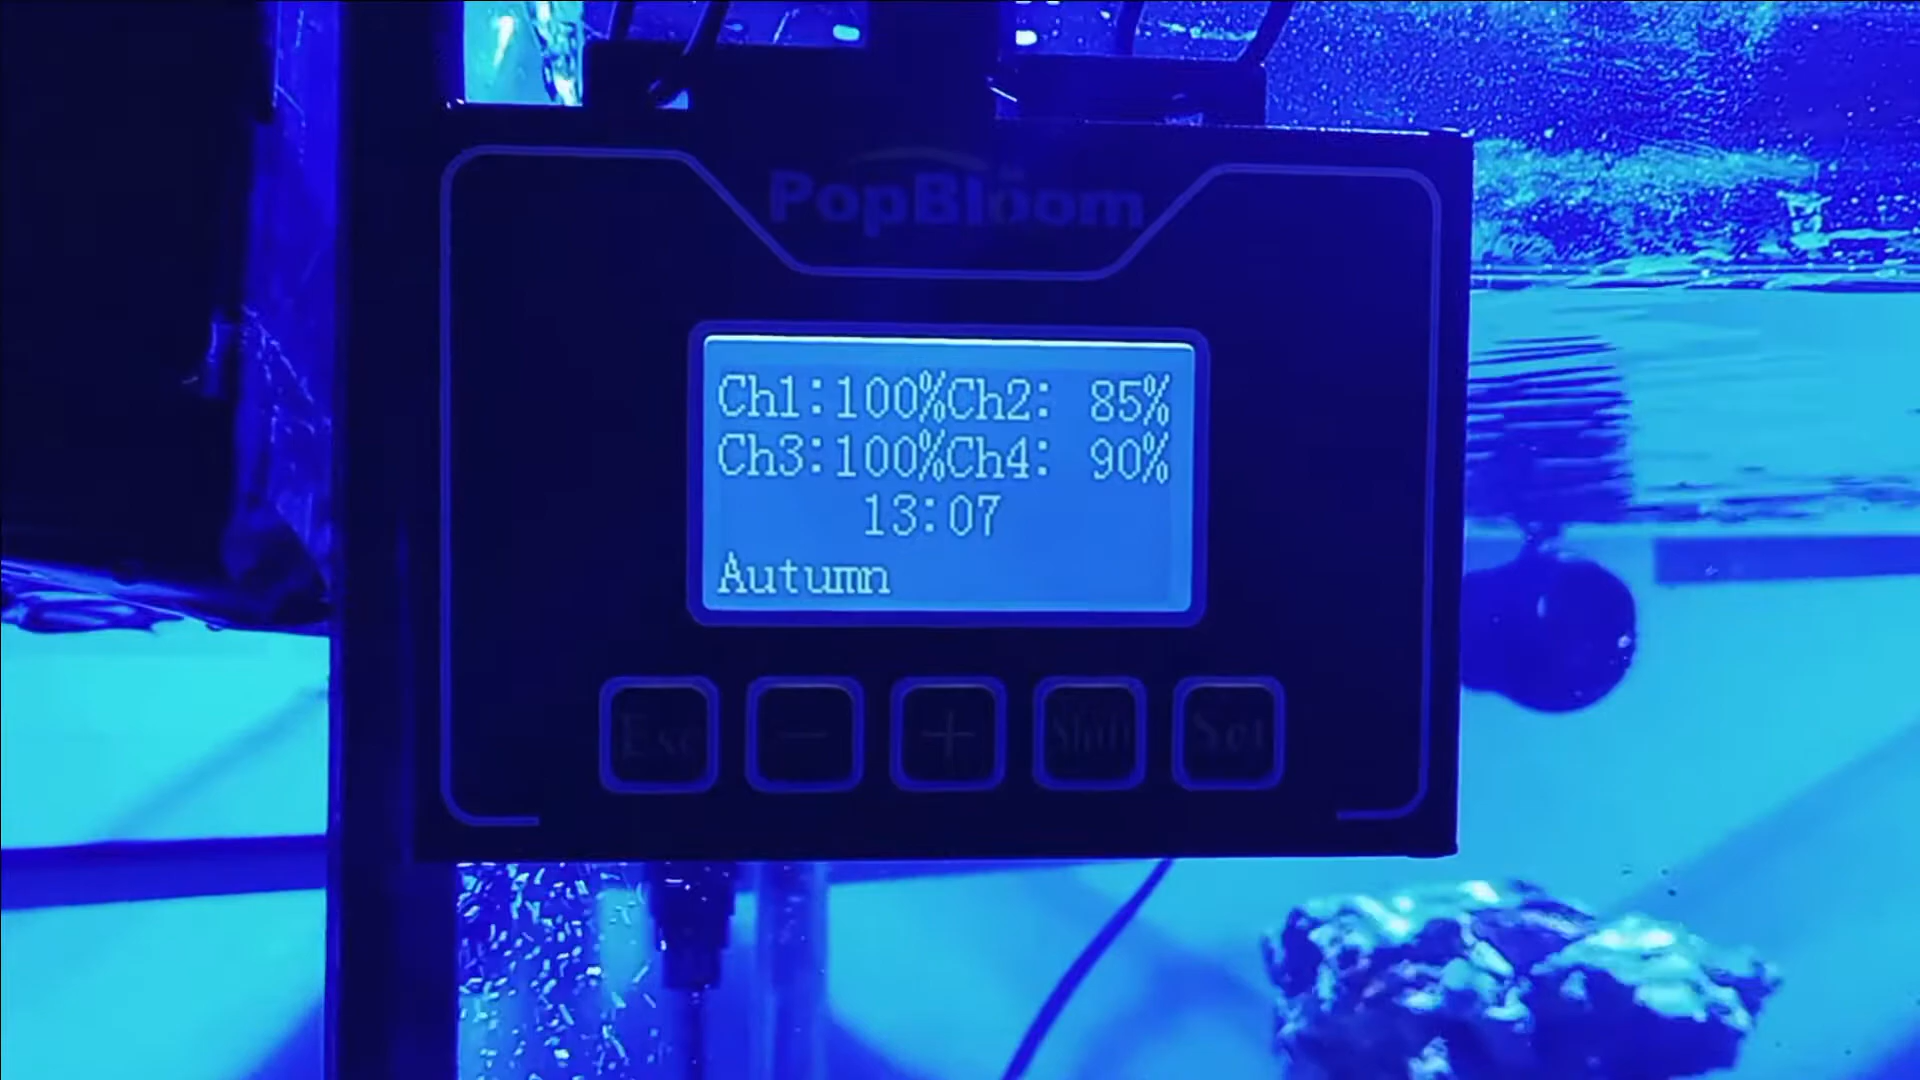 PopBloom
Ch1:100%Ch2: 85%
Ch3:100%Ch4: 90%
13:07
Autumn
Esc - + Shift Set